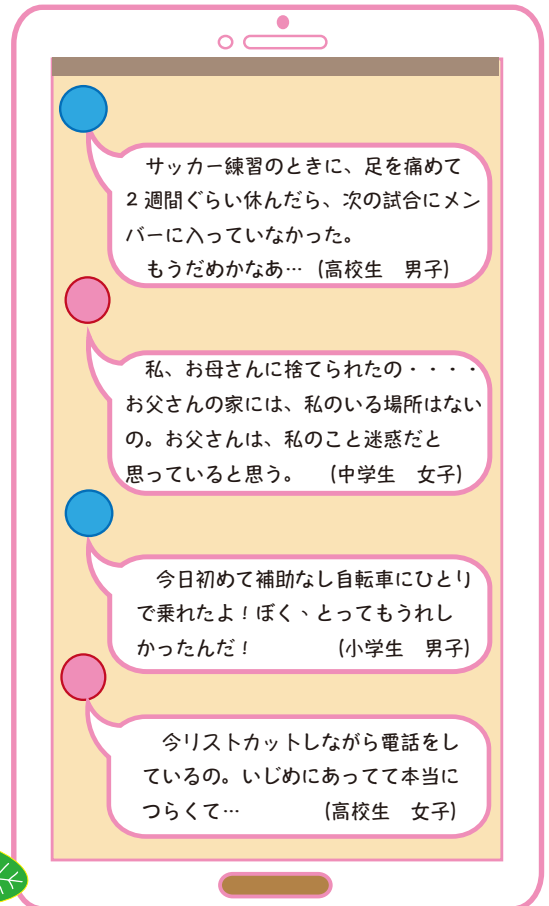 サッカー練習のときに、足を痛めて
2週間ぐらい休んだら、次の試合にメン
バーに入っていなかった。
もうだめかなあ… (高校生　男子)
私、お母さんに捨てられたの・・・・
お父さんの家には、私のいる場所はない
の。お父さんは、私のこと迷惑だと
思っていると思う。　(中学生　女子)
今日初めて補助なし自転車にひとり
で乗れたよ！ぼく、とってもうれし
かったんだ！　(小学生　男子)
今リストカットしながら電話をし
ているの。いじめにあってて本当に
つらくて…　(高校生　女子)